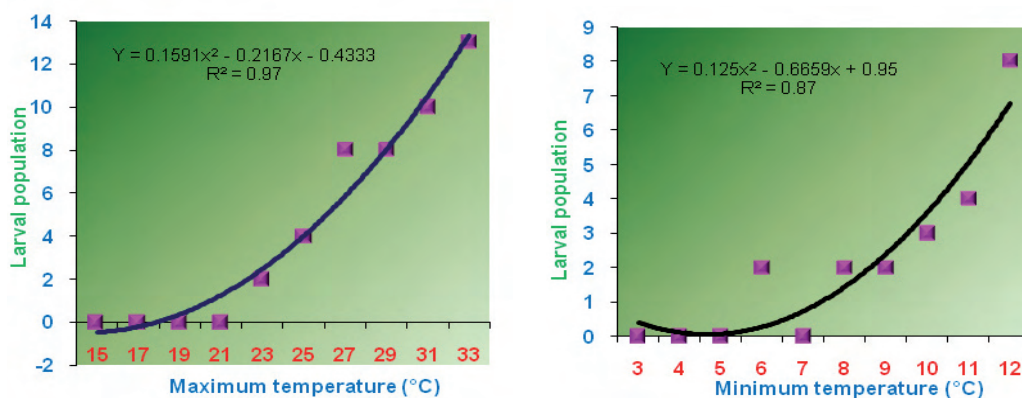 14
12
10
8
6
4
2
0
-2
Larval population
Y = 0.1591x² - 0.2167x - 0.4333
R² = 0.97
15 17 19 21 23 25 27 29 31 33
Maximum temperature (°C)
9
8
7
6
5
4
3
2
1
0
Larval population
Y = 0.125x² - 0.6659x + 0.95
R² = 0.87
3 4 5 6 7 8 9 10 11 12
Minimum temperature (°C)